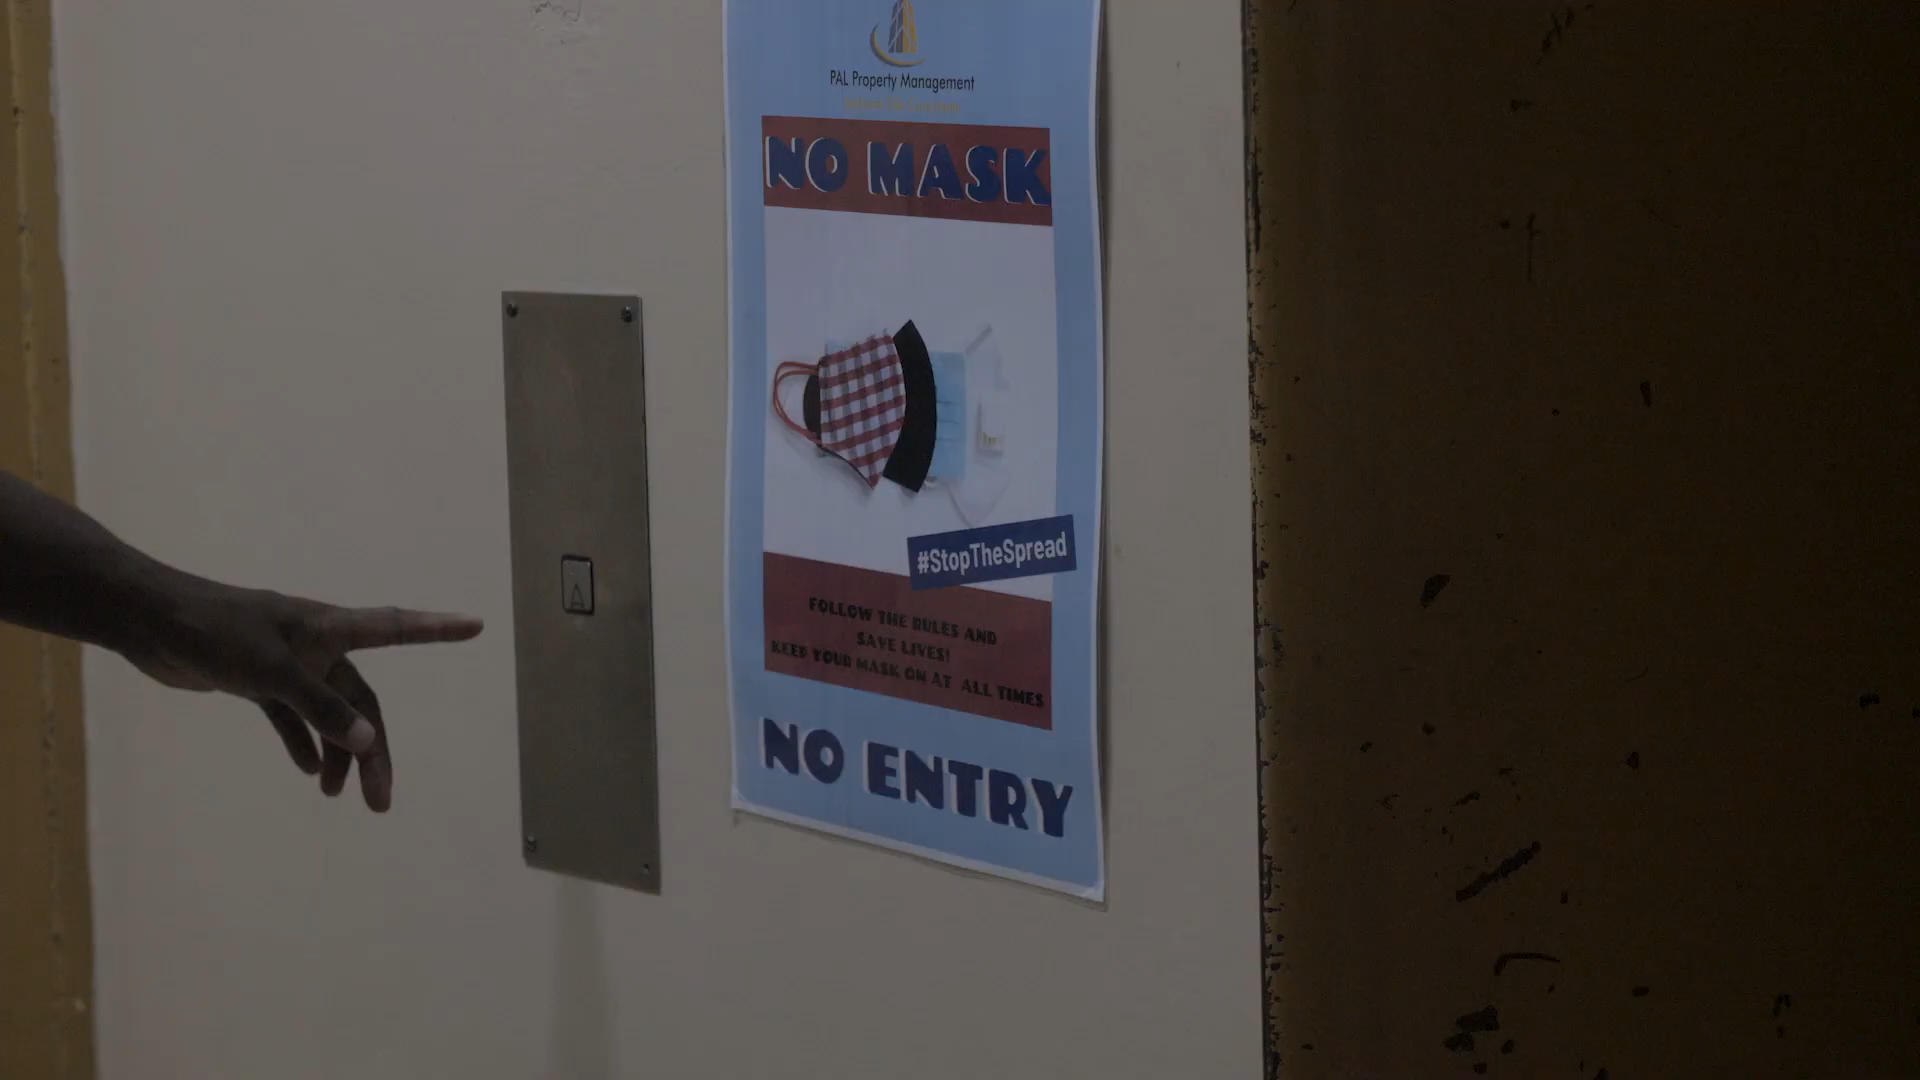 PAL Property Management
NO MASK
#StopTheSpread
FOLLOW THE RULES AND
SAVE LIVES!
KEEP YOUR MASK ON AT ALL TIMES
NO ENTRY